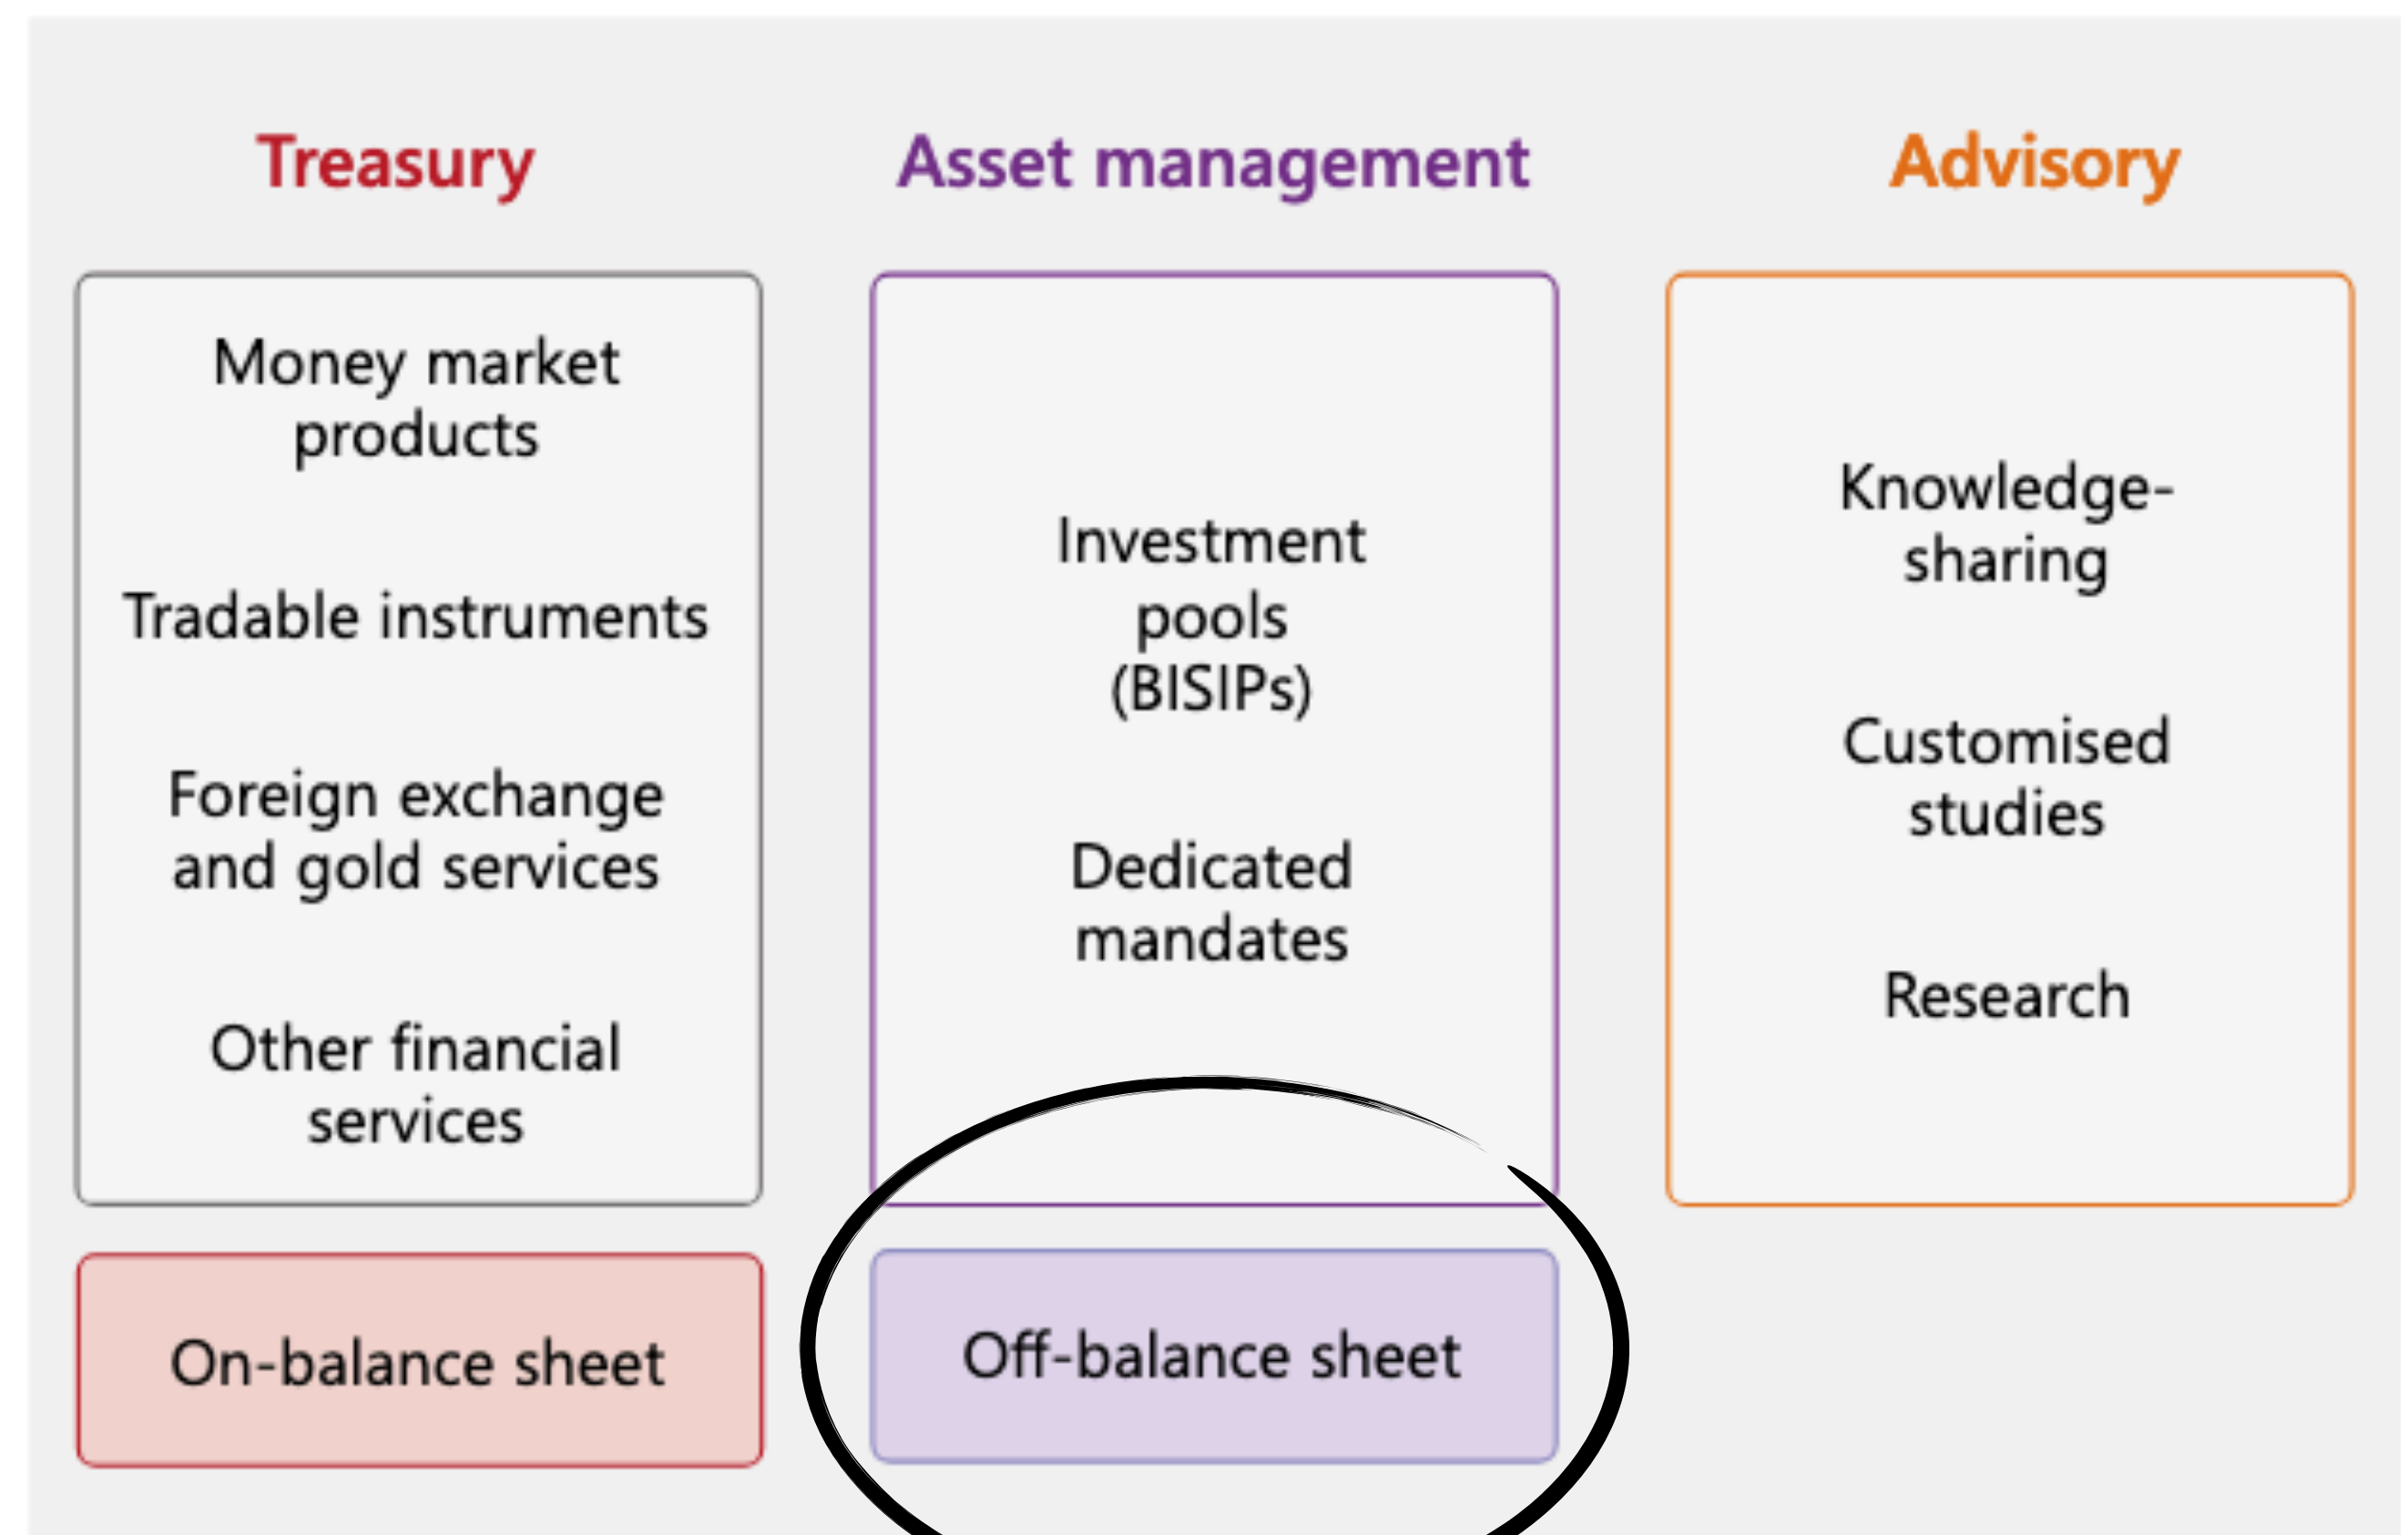 Treasury
Money market
products
Tradable instruments
Foreign exchange
and gold services
Other financial
services
On-balance sheet
Asset management
Investment
pools
(BISIPs)
Dedicated
mandates
Off-balance sheet
Advisory
Knowledge-
sharing
Customised
studies
Research